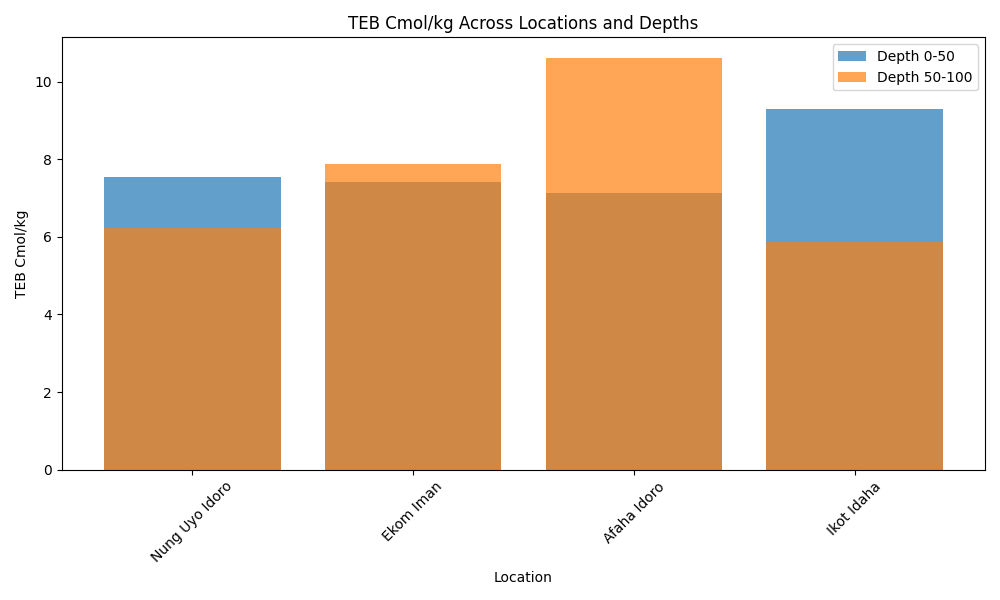 TEB Cmol/kg Across Locations and Depths
Depth 0-50
Depth 50-100
TEB Cmol/kg
10
8
6
4
2
0
Nung Uyo Idoro
Ekom Iman
Afaha Idoro
Ikot Idaha
Location